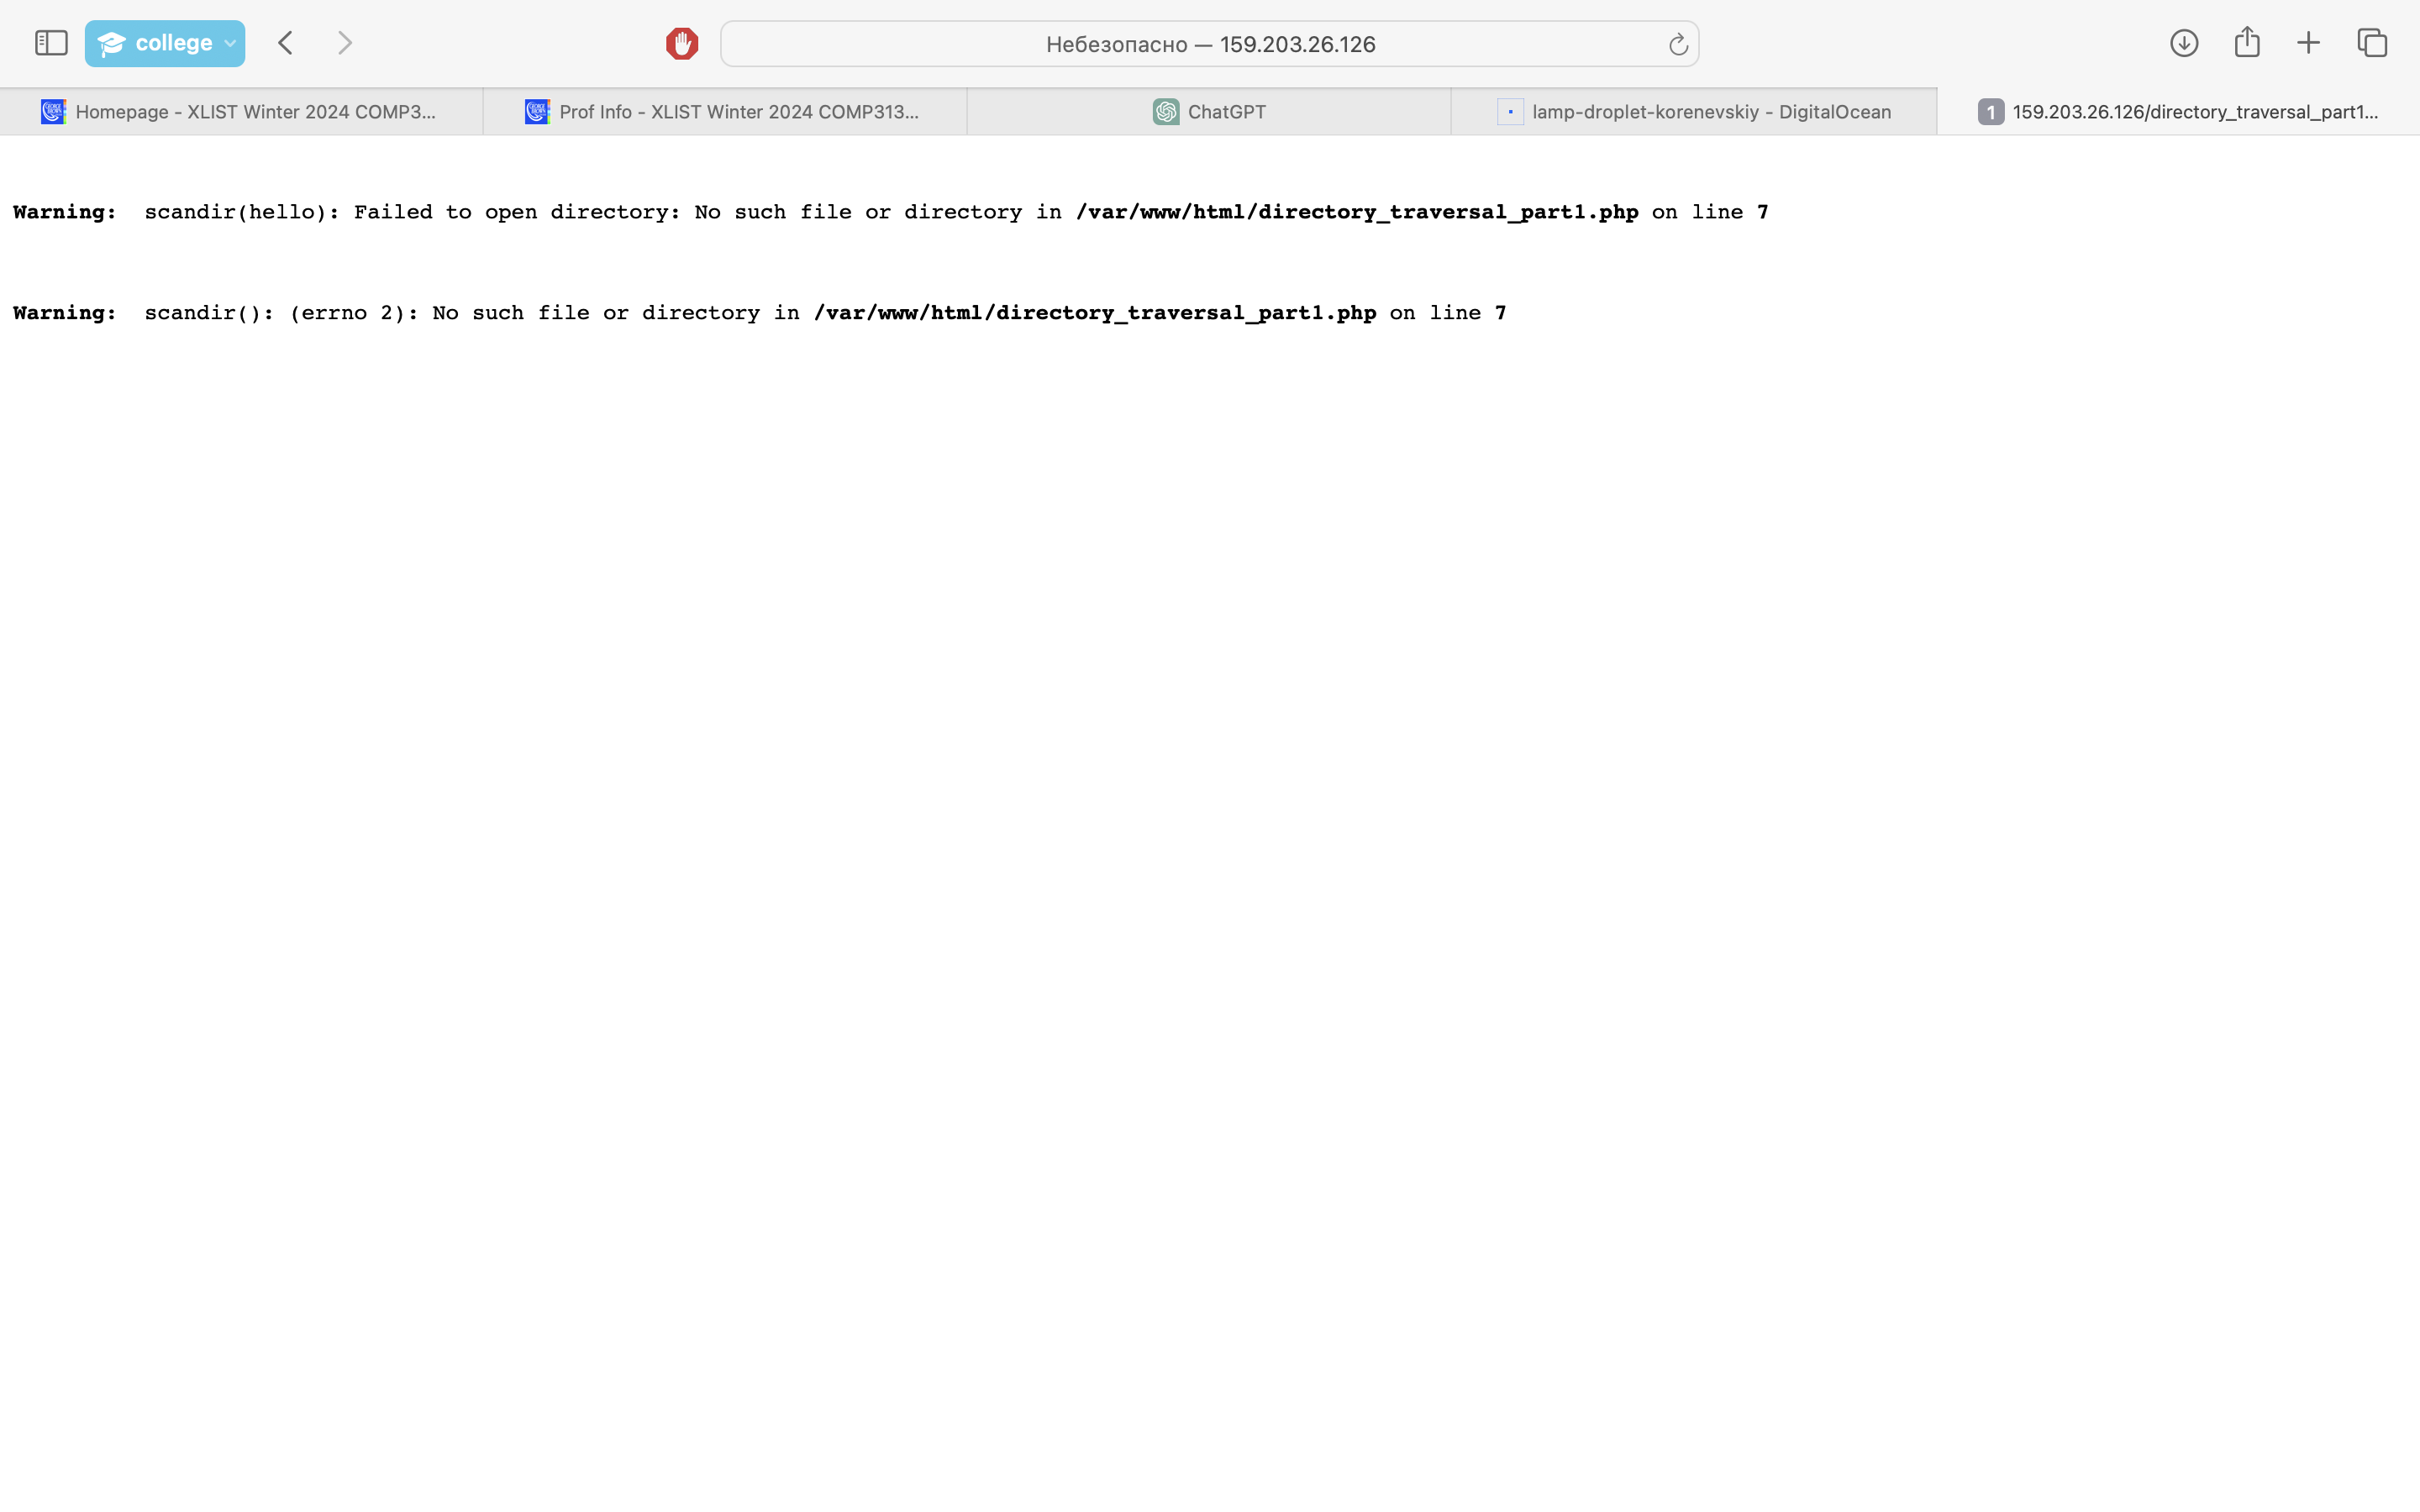 college
Небезопасно — 159.203.26.126
Homepage - XLIST Winter 2024 COMP3...
Prof Info - XLIST Winter 2024 COMP313...
ChatGPT
lamp-droplet-korenevskiy - DigitalOcean
1 159.203.26.126/directory_traversal_part1...
Warning: scandir(hello): Failed to open directory: No such file or directory in /var/www/html/directory_traversal_part1.php on line 7
Warning: scandir(): (errno 2): No such file or directory in /var/www/html/directory_traversal_part1.php on line 7